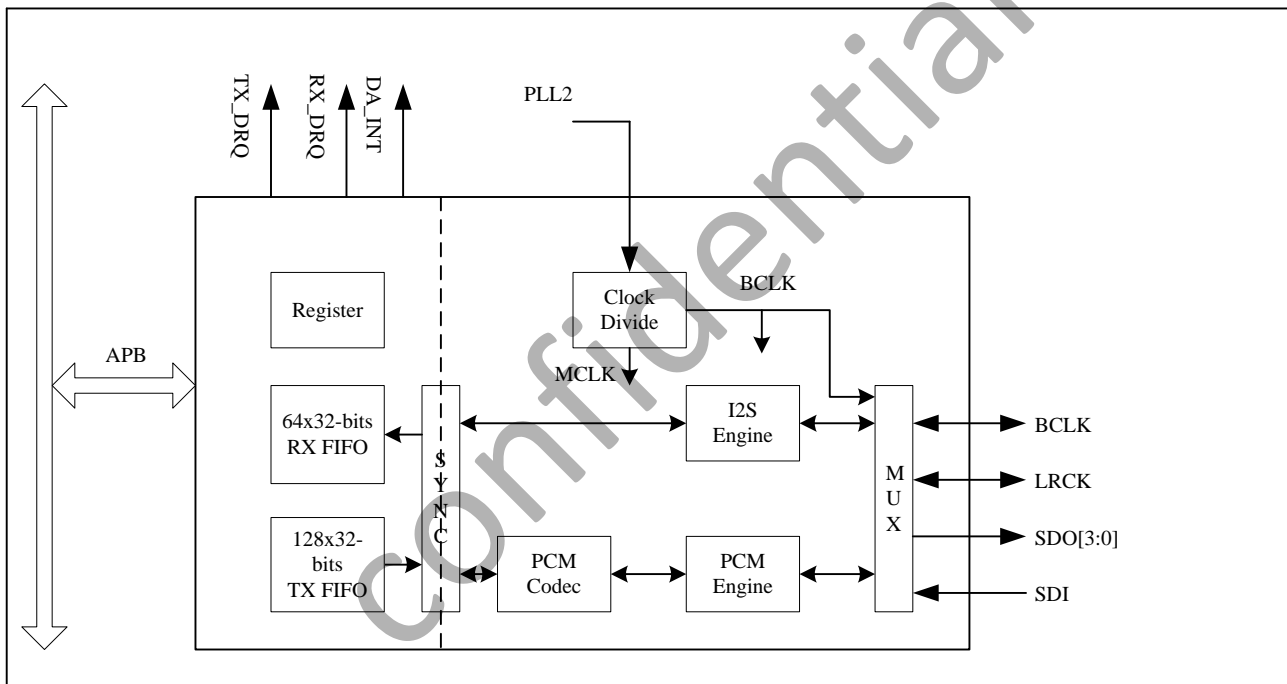 TX_DRQ
RX_DRQ
DA_INT
PLL2
Register
Clock
Divide
BCLK
MCLK
APB
64x32-bits
RX FIFO
S
Y
N
C
I2S
Engine
M
U
X
BCLK
LRCK
SDO[3:0]
SDI
128x32-
bits
TX FIFO
PCM
Codec
PCM
Engine
confidential